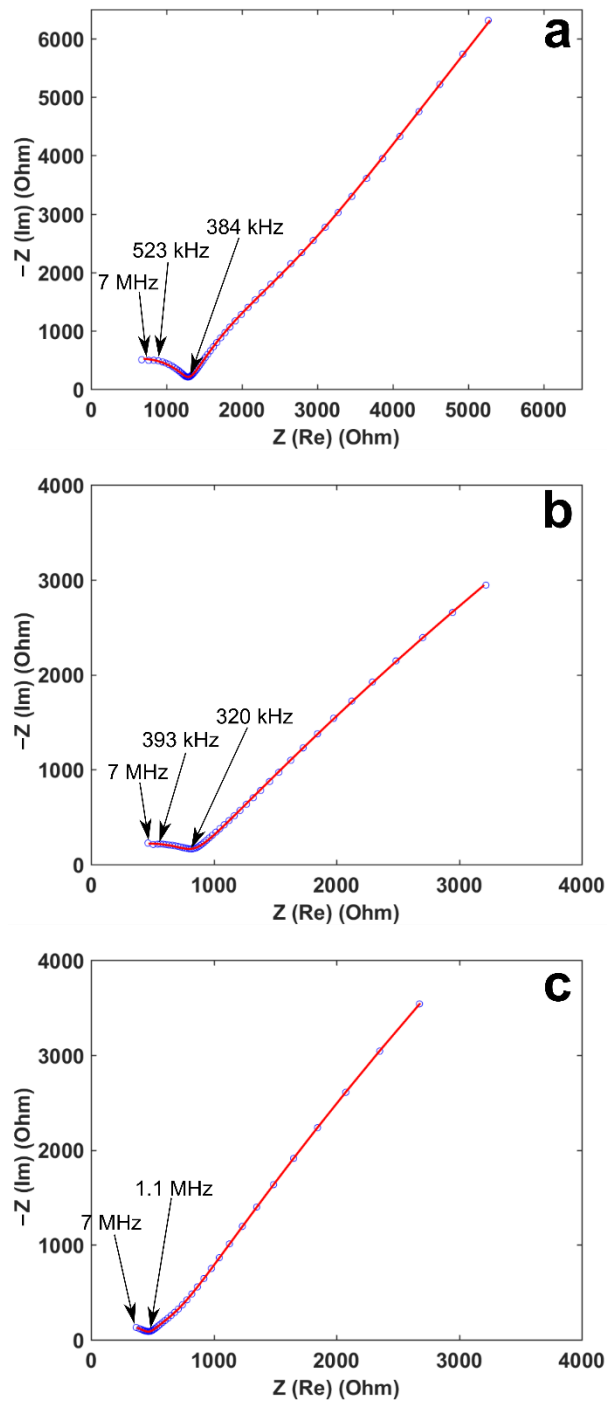 a
6000
5000
4000
3000
2000
1000
0
−Z (Im) (Ohm)
523 kHz
384 kHz
7 MHz
0 1000 2000 3000 4000 5000 6000
Z (Re) (Ohm)
b
4000
3000
2000
1000
0
−Z (Im) (Ohm)
320 kHz
393 kHz
7 MHz
0 1000 2000 3000 4000
Z (Re) (Ohm)
c
4000
3000
2000
1000
0
−Z (Im) (Ohm)
1.1 MHz
7 MHz
0 1000 2000 3000 4000
Z (Re) (Ohm)